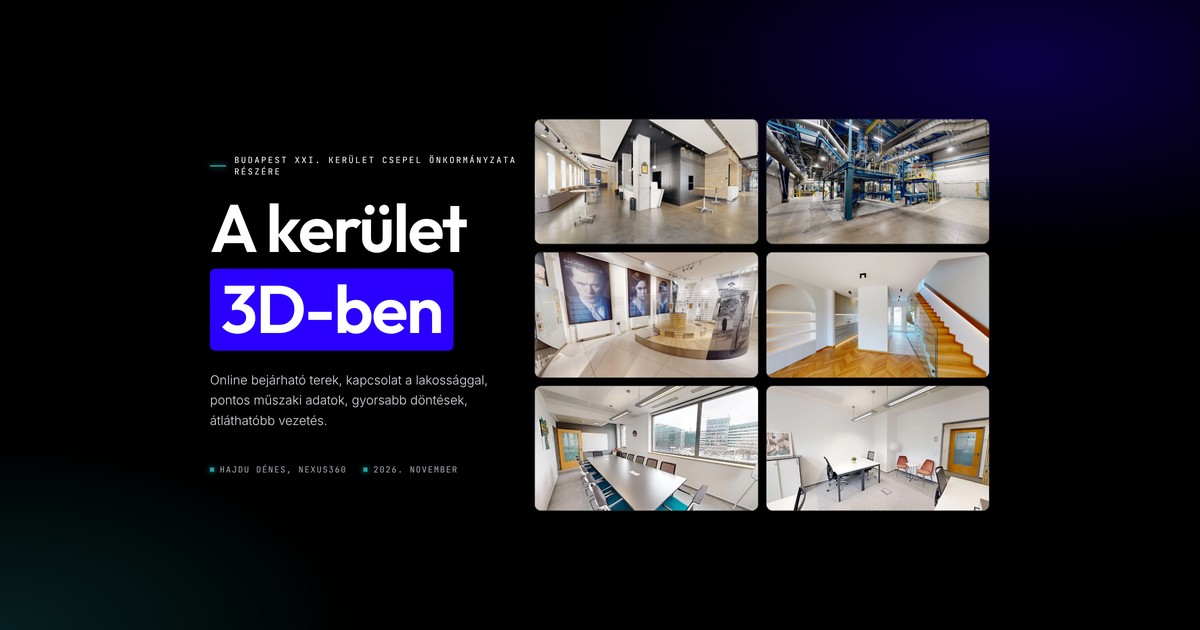 BUDAPEST XXI. KERÜLET CSEPEL ÖNKORMÁNYZATA
RÉSZÉRE
A kerület
3D-ben
Online bejárható terek, kapcsolat a lakossággal,
pontos műszaki adatok, gyorsabb döntések,
átláthatóbb vezetés.
HAJDU DÉNES, NEXUS360 2026. NOVEMBER